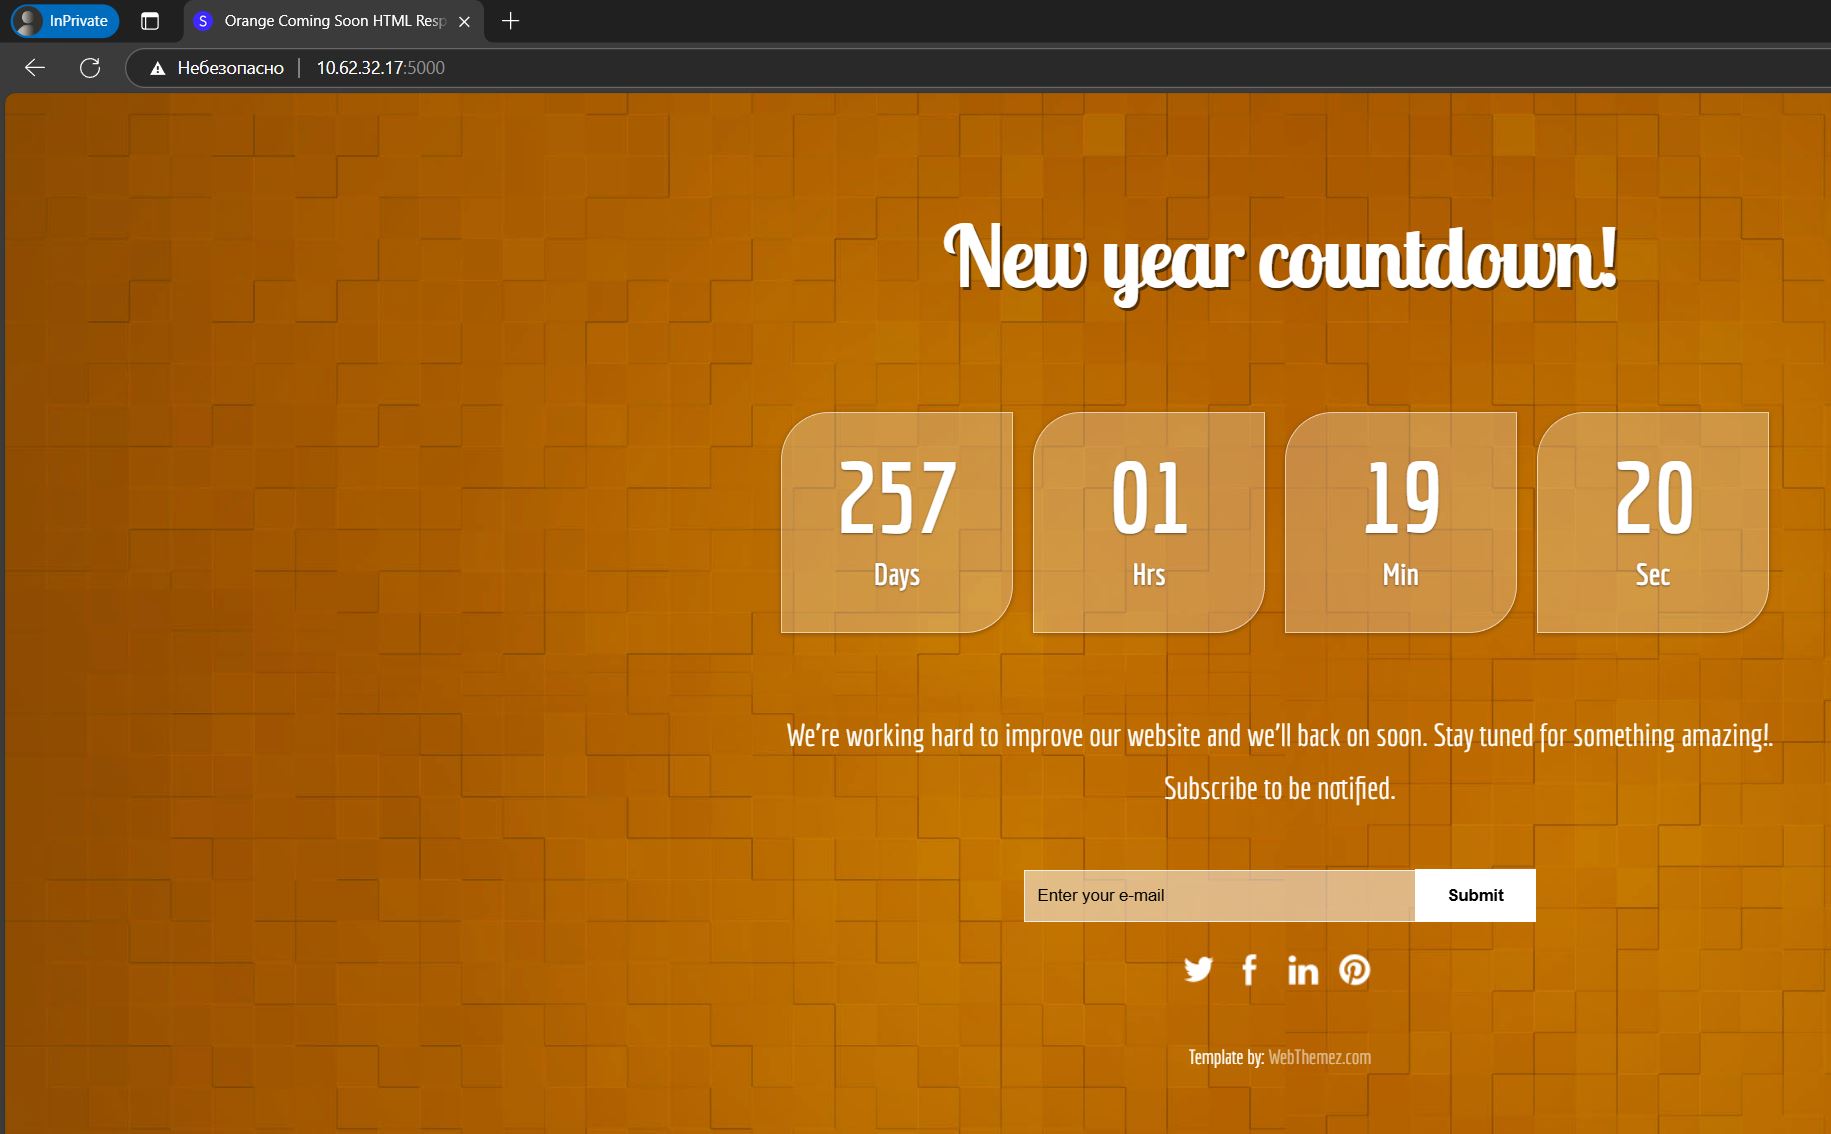 InPrivate
S Orange Coming Soon HTML Resp
Небезопасно 10.62.32.17:5000
New year countdown!
257 01 19 20
Days Hrs Min Sec
We're working hard to improve our website and we'll back on soon. Stay tuned for something amazing!.
Subscribe to be notified.
Enter your e-mail Submit
Template by: WebThemez.com